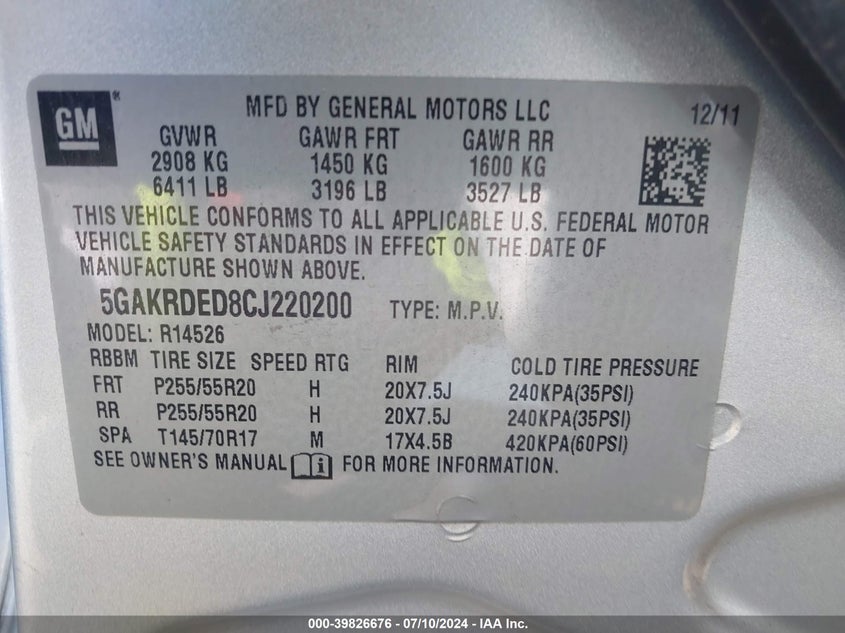 GM®
MFD BY GENERAL MOTORS LLC 12/11
GVWR GAWR FRT GAWR RR
2908 KG 1450 KG 1600 KG
6411 LB 3196 LB 3527 LB
THIS VEHICLE CONFORMS TO ALL APPLICABLE U.S. FEDERAL MOTOR
VEHICLE SAFETY STANDARDS IN EFFECT ON THE DATE OF
MANUFACTURE SHOWN ABOVE.
5GAKRDED8CJ220200 TYPE: M.P.V.
MODEL: R14526
RBBM TIRE SIZE SPEED RTG RIM COLD TIRE PRESSURE
FRT P255/55R20 H 20X7.5J 240KPA(35PSI)
RR P255/55R20 H 20X7.5J 240KPA(35PSI)
SPA T145/70R17 M 17X4.5B 420KPA(60PSI)
SEE OWNER'S MANUAL FOR MORE INFORMATION.
000-39826676 / 07/10/2024 - IAA Inc.